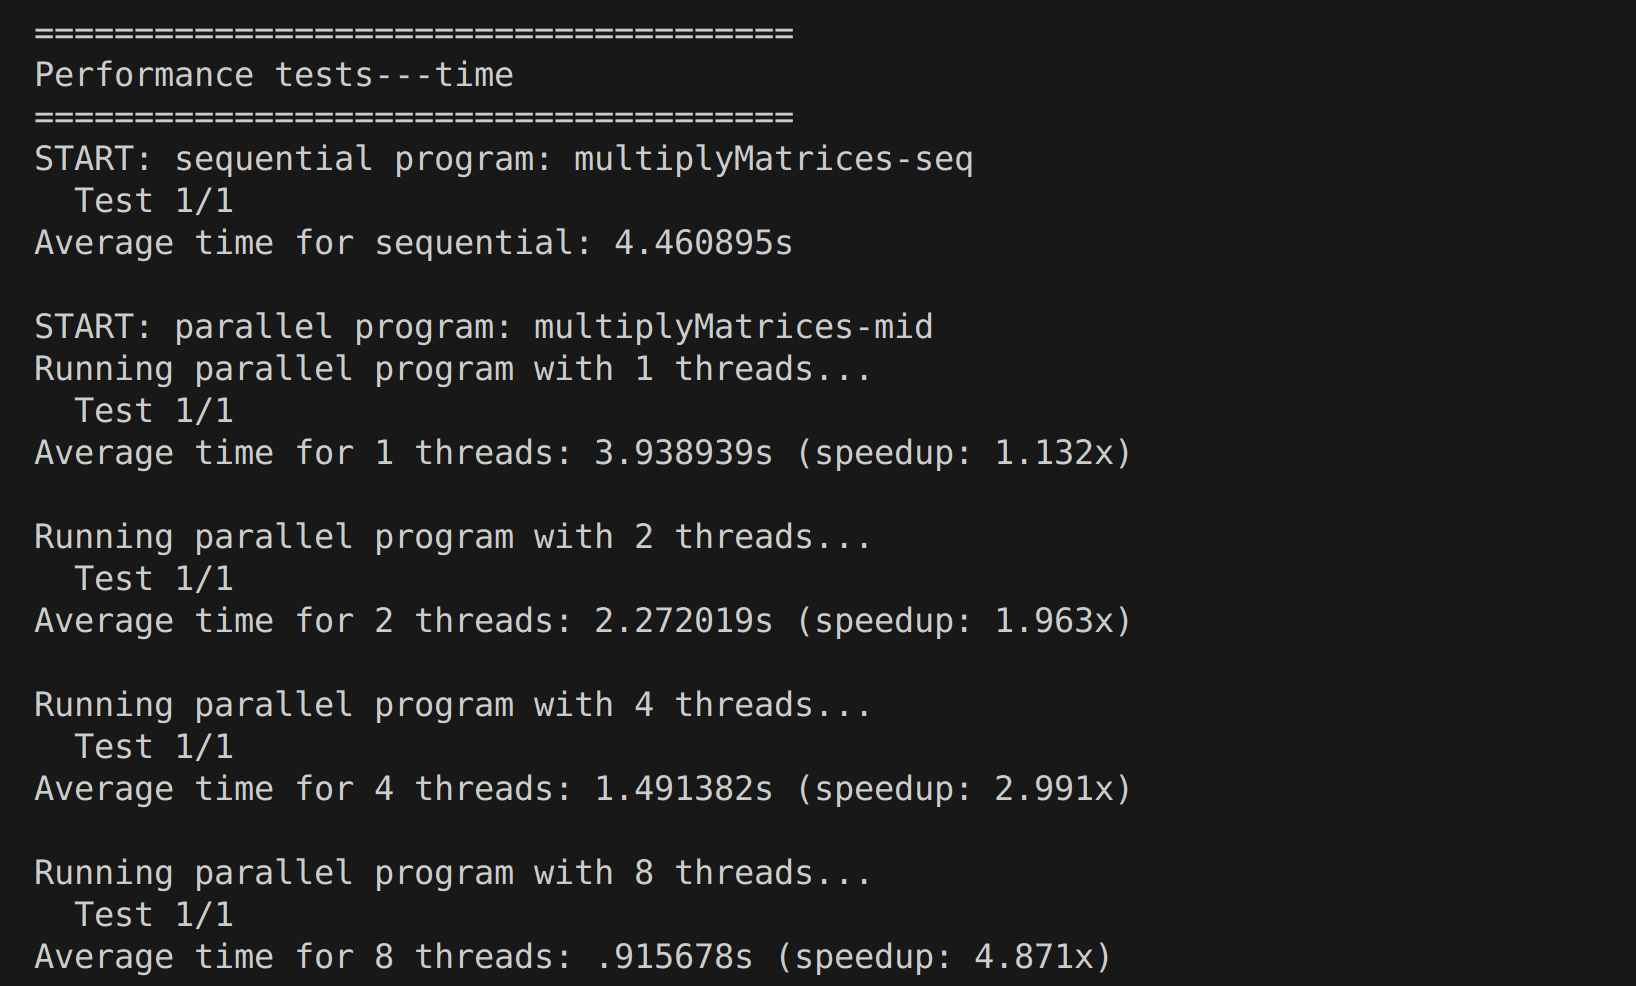 ======================================
Performance tests---time
======================================
START: sequential program: multiplyMatrices-seq
  Test 1/1
Average time for sequential: 4.460895s

START: parallel program: multiplyMatrices-mid
Running parallel program with 1 threads...
  Test 1/1
Average time for 1 threads: 3.938939s (speedup: 1.132x)

Running parallel program with 2 threads...
  Test 1/1
Average time for 2 threads: 2.272019s (speedup: 1.963x)

Running parallel program with 4 threads...
  Test 1/1
Average time for 4 threads: 1.491382s (speedup: 2.991x)

Running parallel program with 8 threads...
  Test 1/1
Average time for 8 threads: .915678s (speedup: 4.871x)